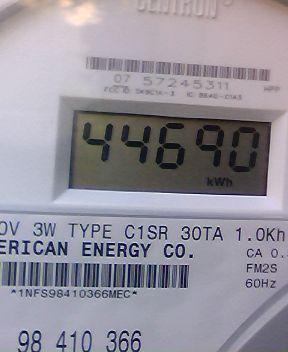 CENTRON
07 57245311
44690
kWh
0V 3W TYPE C1SR 30TA 1.0Kh
ERICAN ENERGY CO.
CA 0.
FM2S
*1NFS98410366MEC*
60Hz
98 410 366